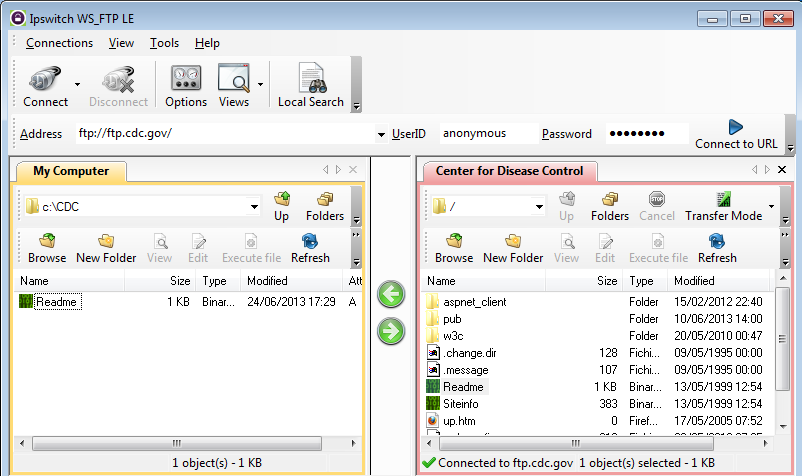 Ipswitch WS_FTP LE
Connections View Tools Help
Connect Disconnect Options Views Local Search
Address ftp://ftp.cdc.gov/ UserID anonymous Password ●●●●●●●● Connect to URL
My Computer
c:\CDC Up Folders
Browse New Folder View Edit Execute file Refresh
Name Size Type Modified Att
Readme 1 KB Binar... 24/06/2013 17:29 A
1 object(s) - 1 KB
Center for Disease Control
/ Up Folders Cancel Transfer Mode
Browse New Folder View Edit Execute file Refresh
Name Size Type Modified
aspnet_client Folder 15/02/2012 22:40
pub Folder 10/06/2013 14:00
w3c Folder 20/05/2010 00:47
.change.dir 128 Fichi... 09/05/1995 00:00
.message 107 Fichi... 09/05/1995 00:00
Readme 1 KB Binar... 13/05/1999 12:54
Siteinfo 383 Binar... 13/05/1999 12:54
up.htm 0 Firef... 17/05/2005 07:52
Connected to ftp.cdc.gov 1 object(s) selected - 1 KB